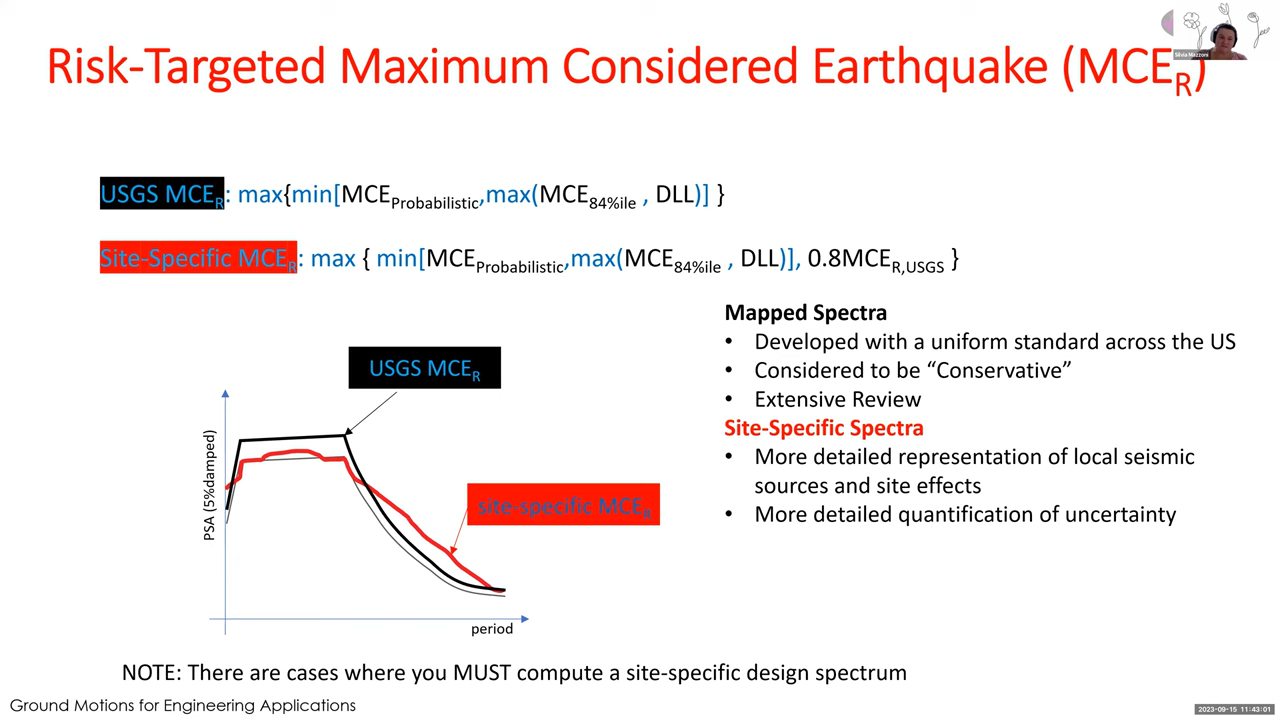 Risk-Targeted Maximum Considered Earthquake (MCER)
Silvia Mazzoni
USGS MCER: max{min[MCEProbabilistic,max(MCE84%ile , DLL)] }
Site-Specific MCER: max { min[MCEProbabilistic,max(MCE84%ile , DLL)], 0.8MCER,USGS }
Mapped Spectra
• Developed with a uniform standard across the US
• Considered to be “Conservative”
• Extensive Review
Site-Specific Spectra
• More detailed representation of local seismic
sources and site effects
• More detailed quantification of uncertainty
USGS MCER
site-specific MCER
PSA (5%damped)
period
NOTE: There are cases where you MUST compute a site-specific design spectrum
Ground Motions for Engineering Applications
2023-09-15 11:43:01